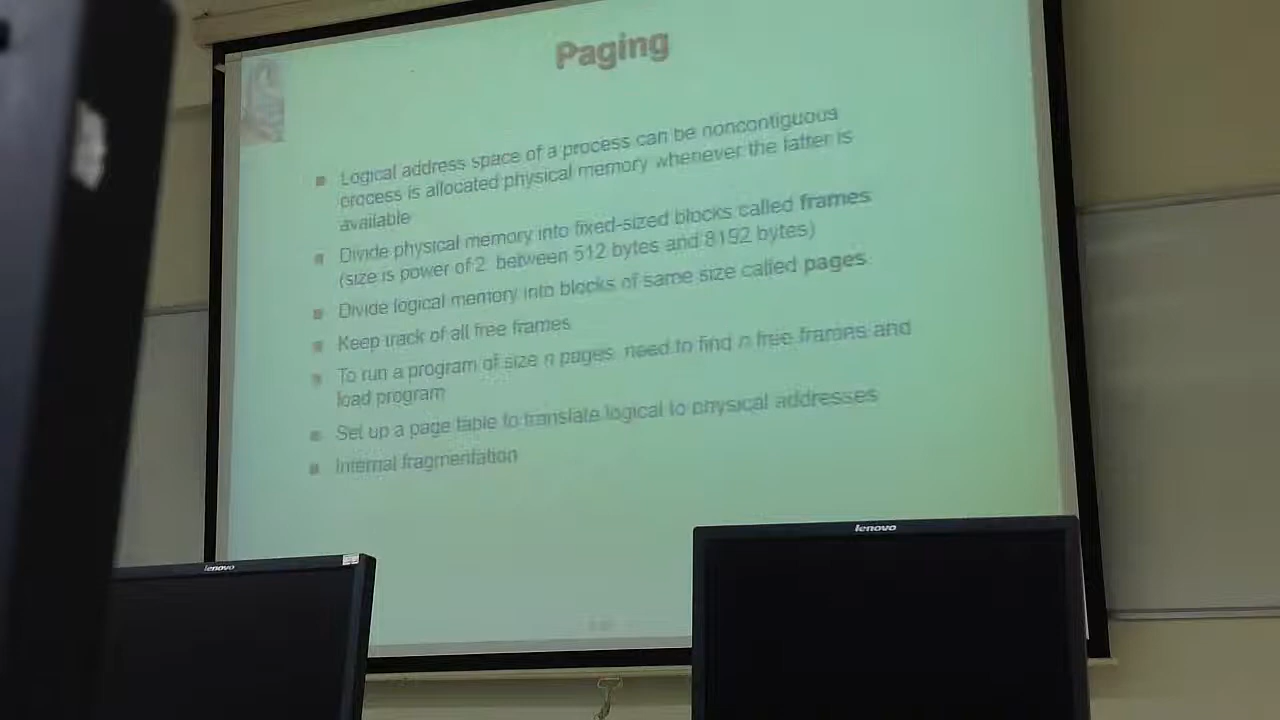 Paging
Logical address space of a process can be noncontiguous
process is allocated physical memory whenever the latter is
available
Divide physical memory into fixed-sized blocks called frames
(size is power of 2, between 512 bytes and 8192 bytes)
Divide logical memory into blocks of same size called pages
Keep track of all free frames
To run a program of size n pages, need to find n free frames and
load program
Set up a page table to translate logical to physical addresses
Internal fragmentation
lenovo
lenovo